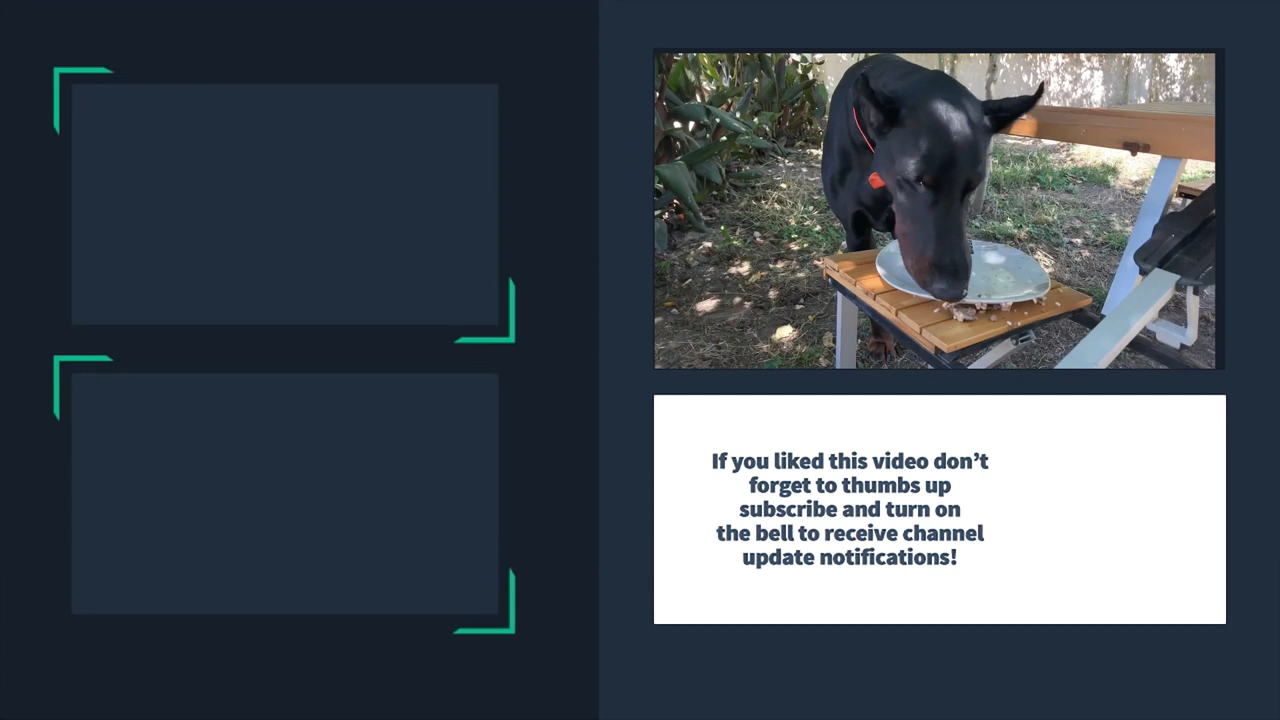 If you liked this video don’t
forget to thumbs up
subscribe and turn on
the bell to receive channel
update notifications!